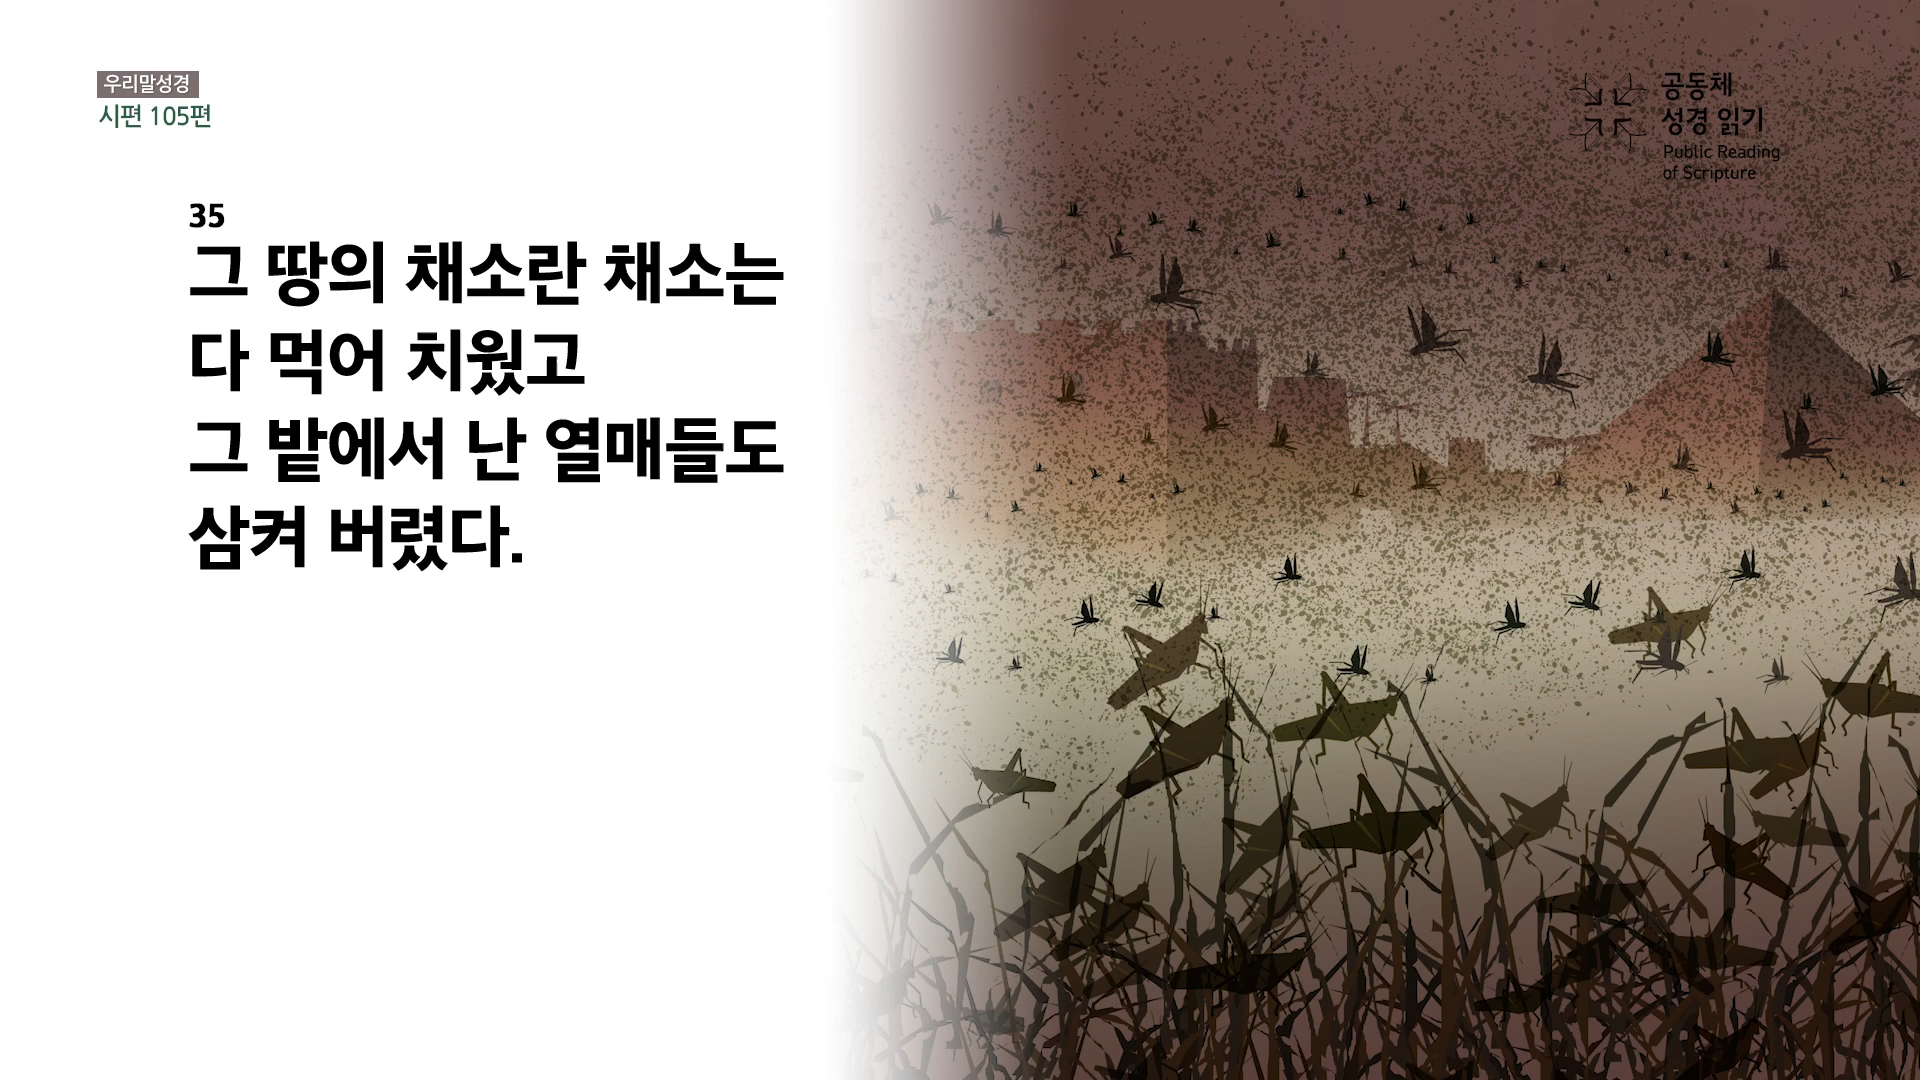 우리말성경
시편 105편
공동체
성경 읽기
Public Reading
of Scripture
35
그 땅의 채소란 채소는
다 먹어 치웠고
그 밭에서 난 열매들도
삼켜 버렸다.